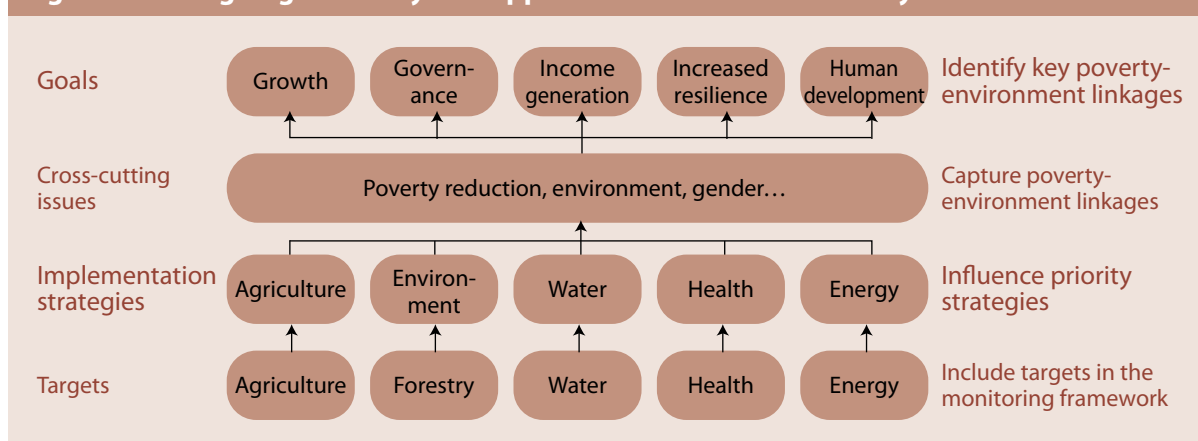 Goals
Growth
Govern-
ance
Income
generation
Increased
resilience
Human
development
Identify key poverty-
environment linkages
Cross-cutting
issues
Poverty reduction, environment, gender…
Capture poverty-
environment linkages
Implementation
strategies
Agriculture
Environ-
ment
Water
Health
Energy
Influence priority
strategies
Targets
Agriculture
Forestry
Water
Health
Energy
Include targets in the
monitoring framework